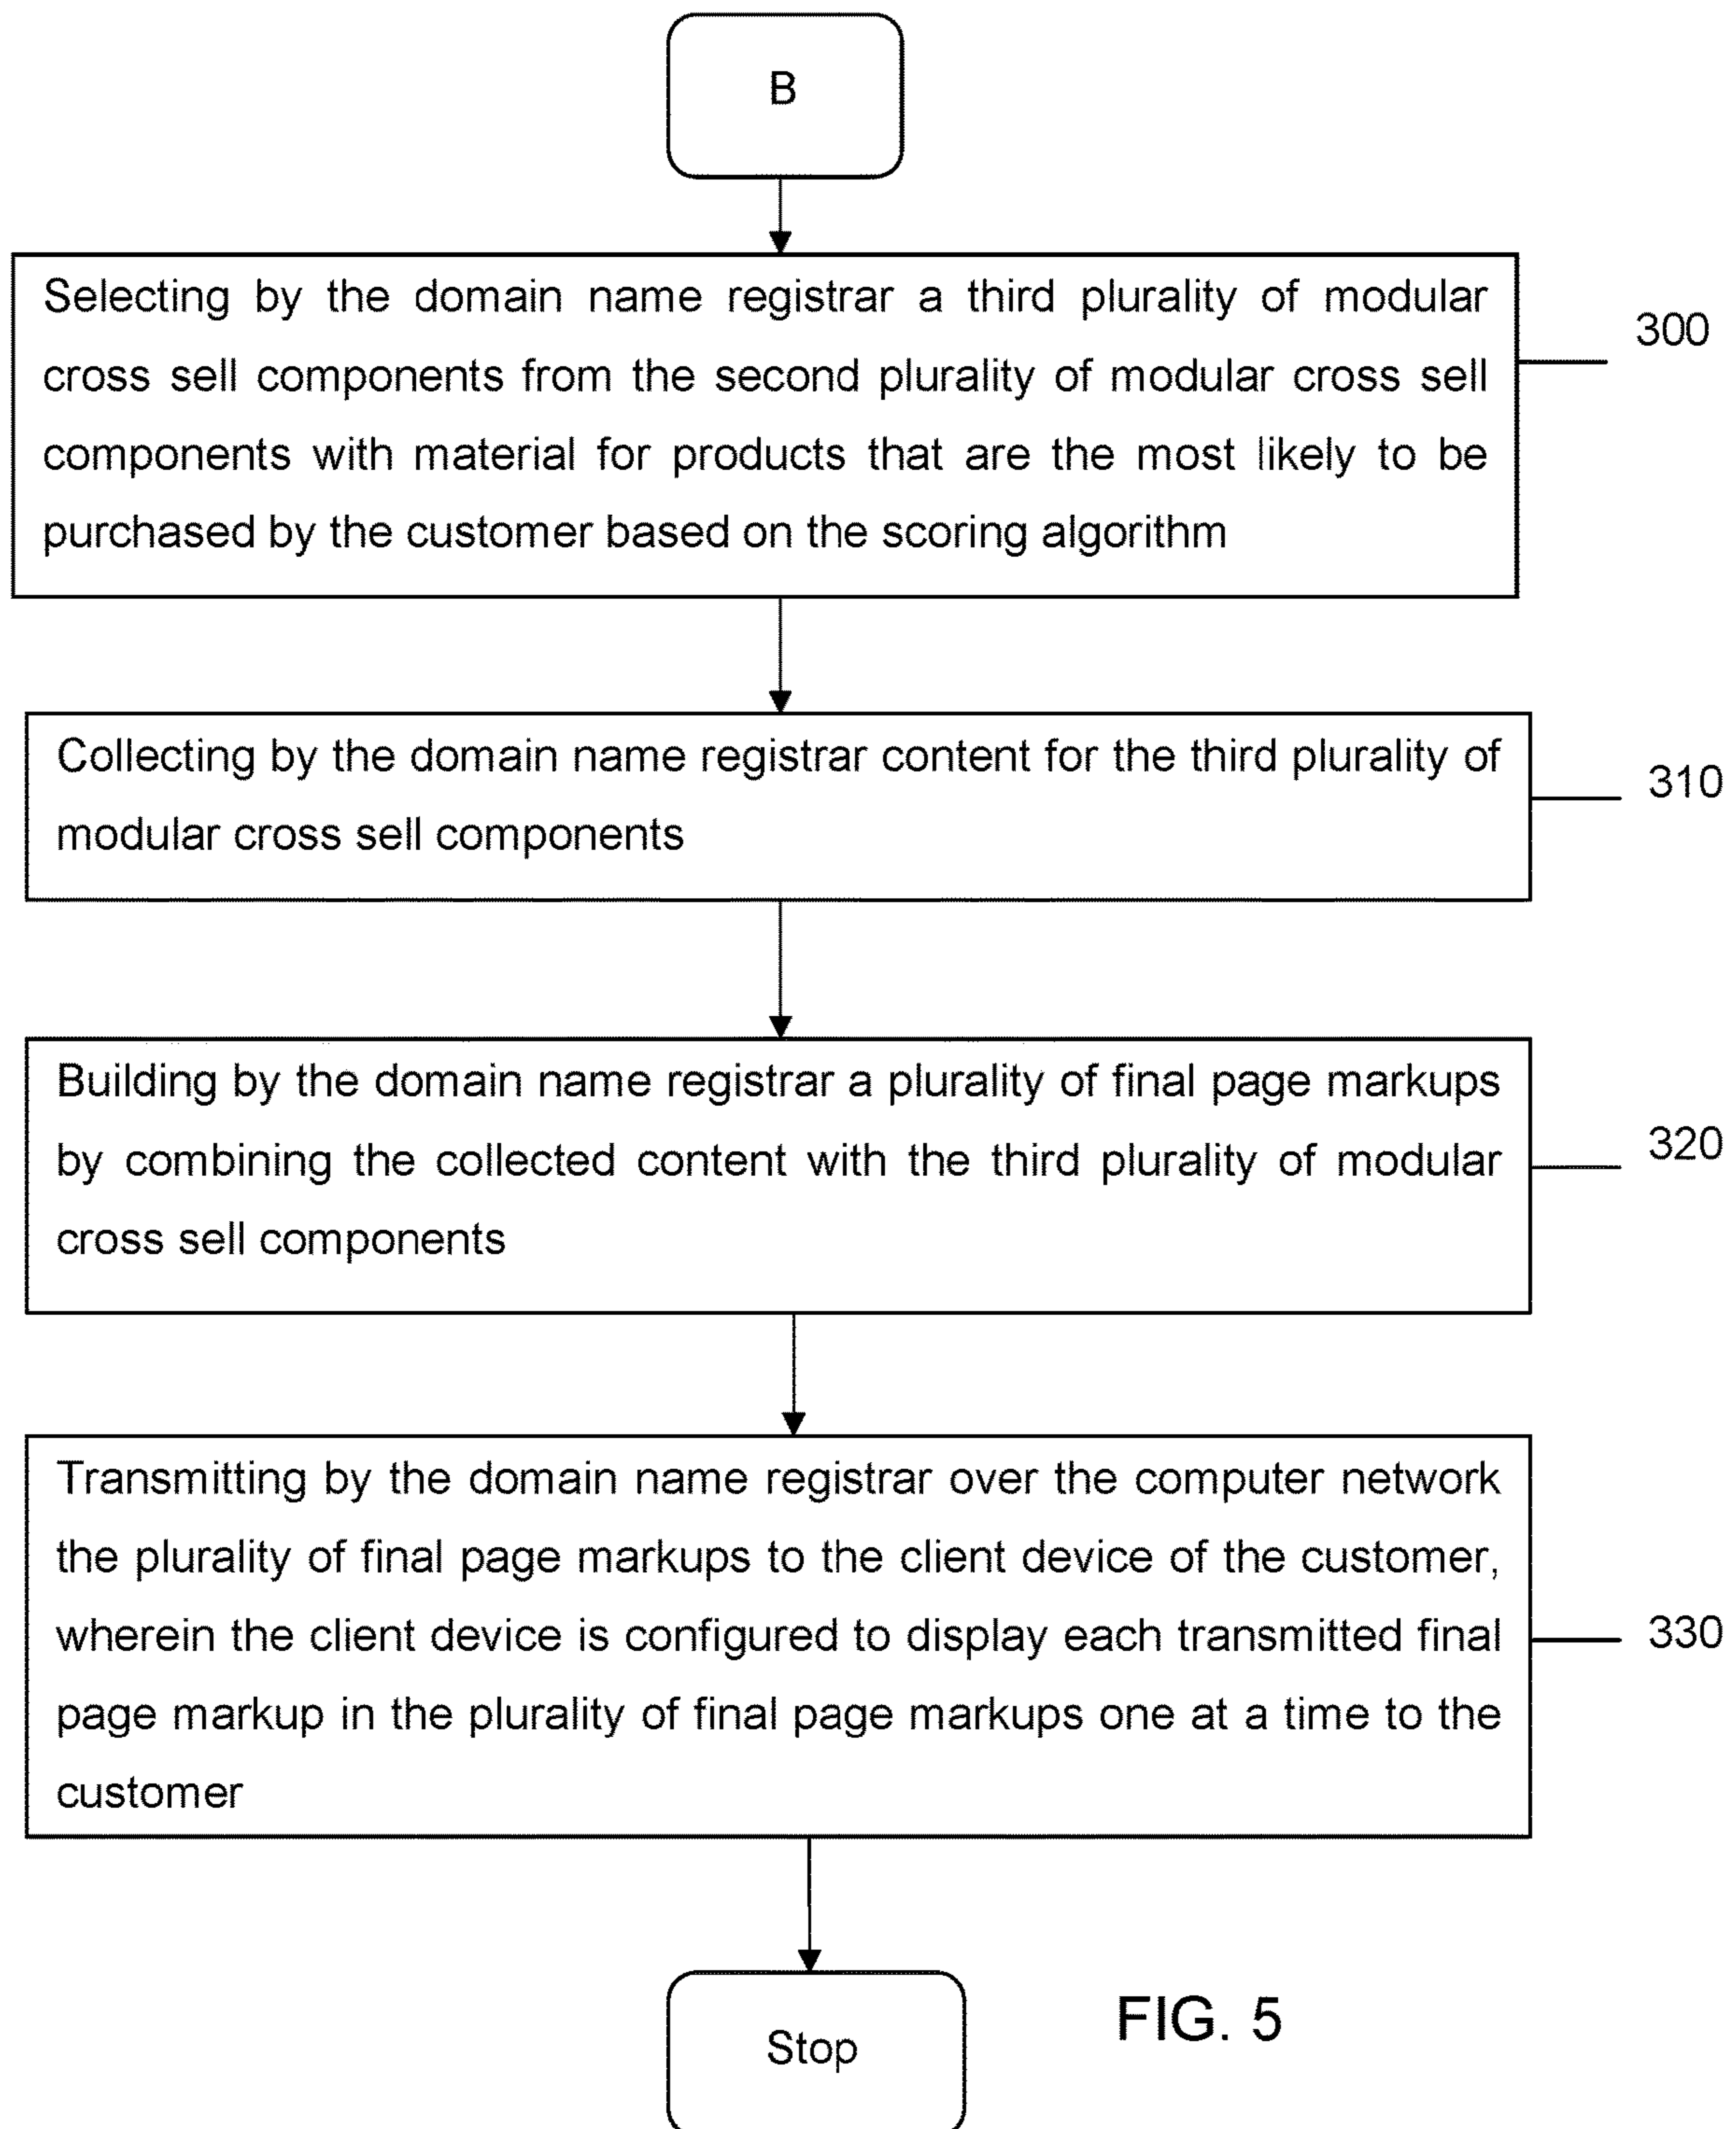 B
Selecting by the domain name registrar a third plurality of modular
cross sell components from the second plurality of modular cross sell
components with material for products that are the most likely to be
purchased by the customer based on the scoring algorithm
300
Collecting by the domain name registrar content for the third plurality of
modular cross sell components
310
Building by the domain name registrar a plurality of final page markups
by combining the collected content with the third plurality of modular
cross sell components
320
Transmitting by the domain name registrar over the computer network
the plurality of final page markups to the client device of the customer,
wherein the client device is configured to display each transmitted final
page markup in the plurality of final page markups one at a time to the
customer
330
Stop
FIG. 5